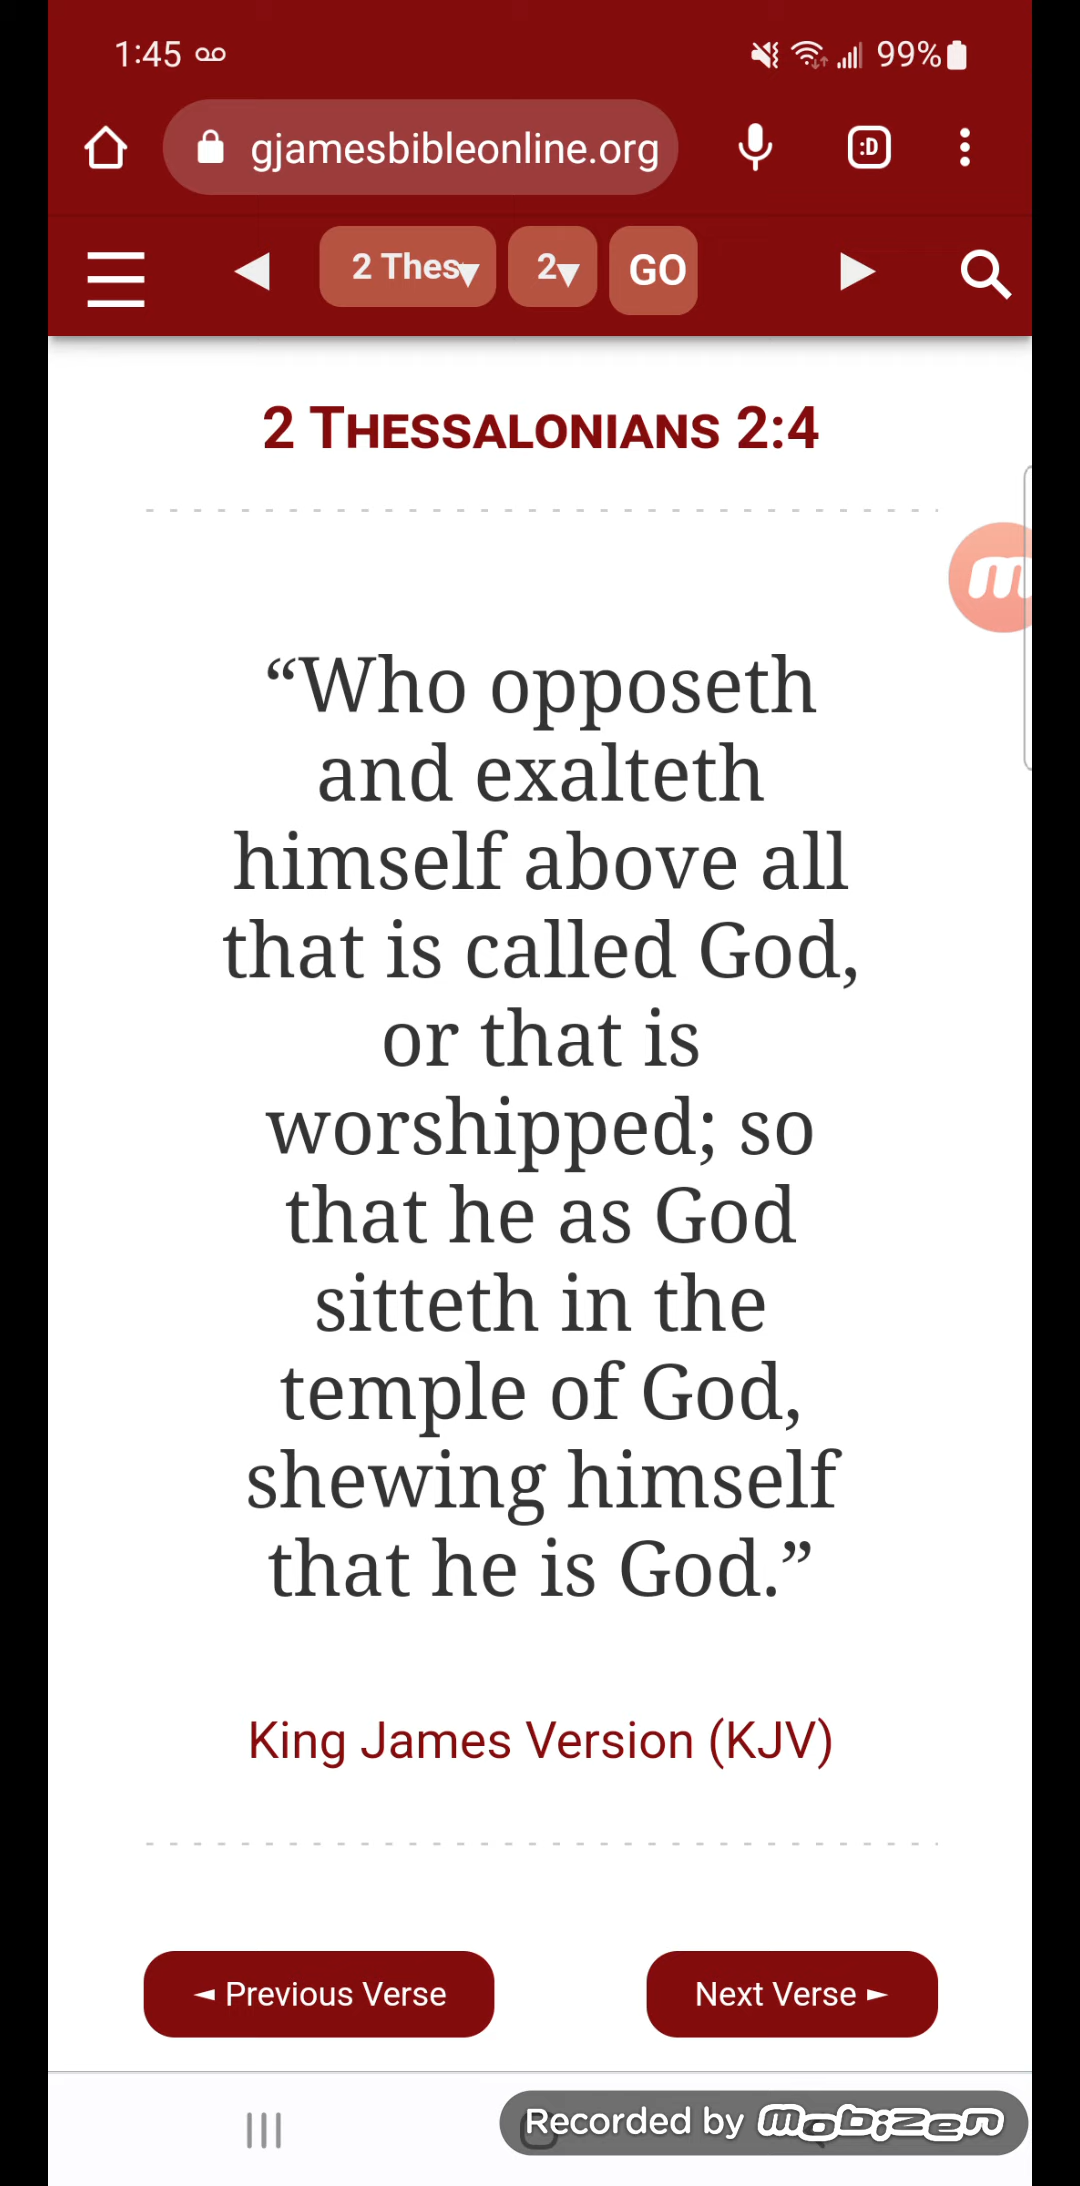 1:45
99%
gjamesbibleonline.org
:D
2 Thes
2
GO
2 THESSALONIANS 2:4
m
“Who opposeth
and exalteth
himself above all
that is called God,
or that is
worshipped; so
that he as God
sitteth in the
temple of God,
shewing himself
that he is God.”
King James Version (KJV)
◄ Previous Verse
Next Verse ►
Recorded by mobizen